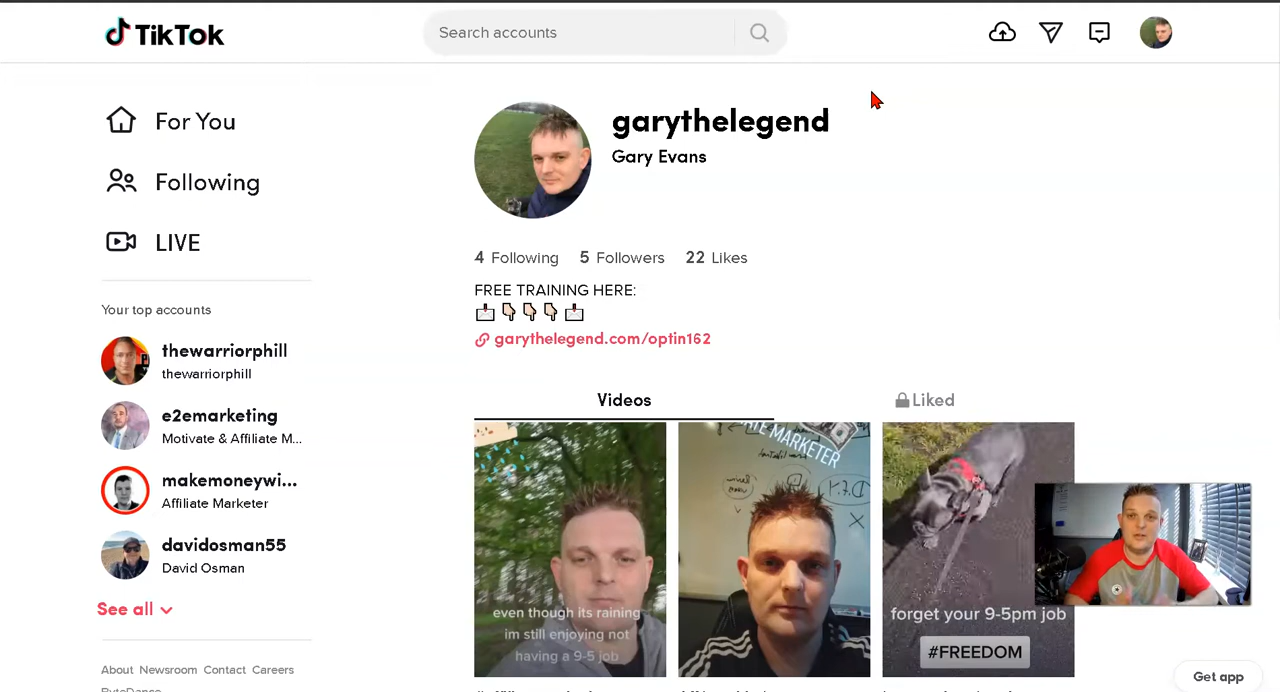 TikTok
Search accounts
For You
Following
LIVE
Your top accounts
thewarriorphill
thewarriorphill
e2emarketing
Motivate & Affiliate M...
makemoneywi...
Affiliate Marketer
davidosman55
David Osman
See all
About Newsroom Contact Careers
ByteDance
garythelegend
Gary Evans
4 Following 5 Followers 22 Likes
FREE TRAINING HERE:
garythelegend.com/optin162
Videos
Liked
even though its raining
im still enjoying not
having a 9-5 job
MARKETER
forget your 9-5pm job
#FREEDOM
Get app